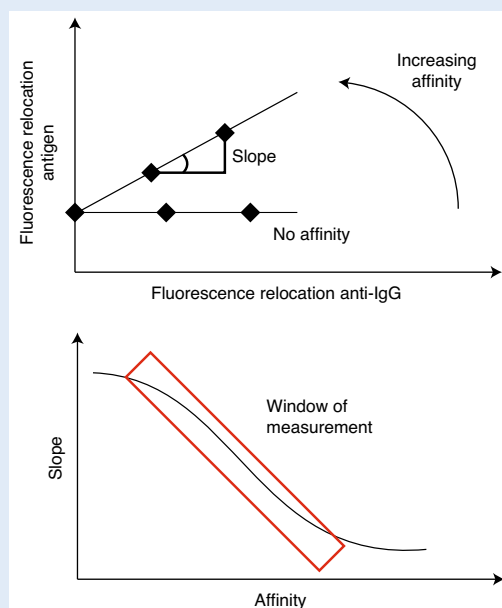 Fluorescence relocation
antigen
Increasing
affinity
Slope
No affinity
Fluorescence relocation anti-IgG
Window of
measurement
Slope
Affinity